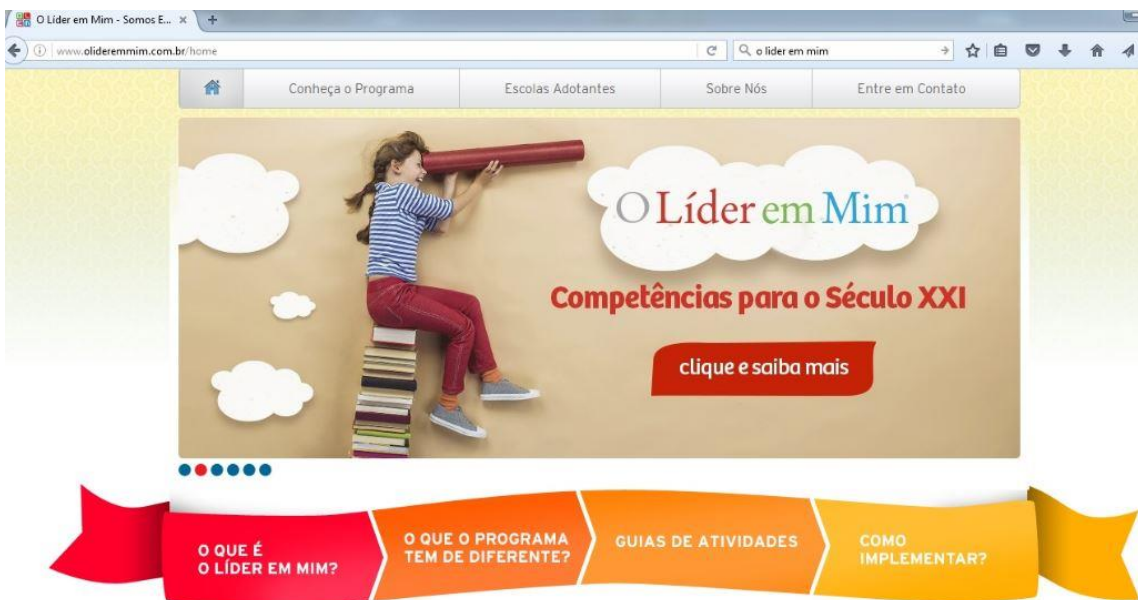 O Líder em Mim - Somos E...
www.olideremmim.com.br/home
o lider em mim
Conheça o Programa
Escolas Adotantes
Sobre Nós
Entre em Contato
O Líder em Mim
Competências para o Século XXI
clique e saiba mais
O QUE É
O LÍDER EM MIM?
O QUE O PROGRAMA
TEM DE DIFERENTE?
GUIAS DE ATIVIDADES
COMO
IMPLEMENTAR?